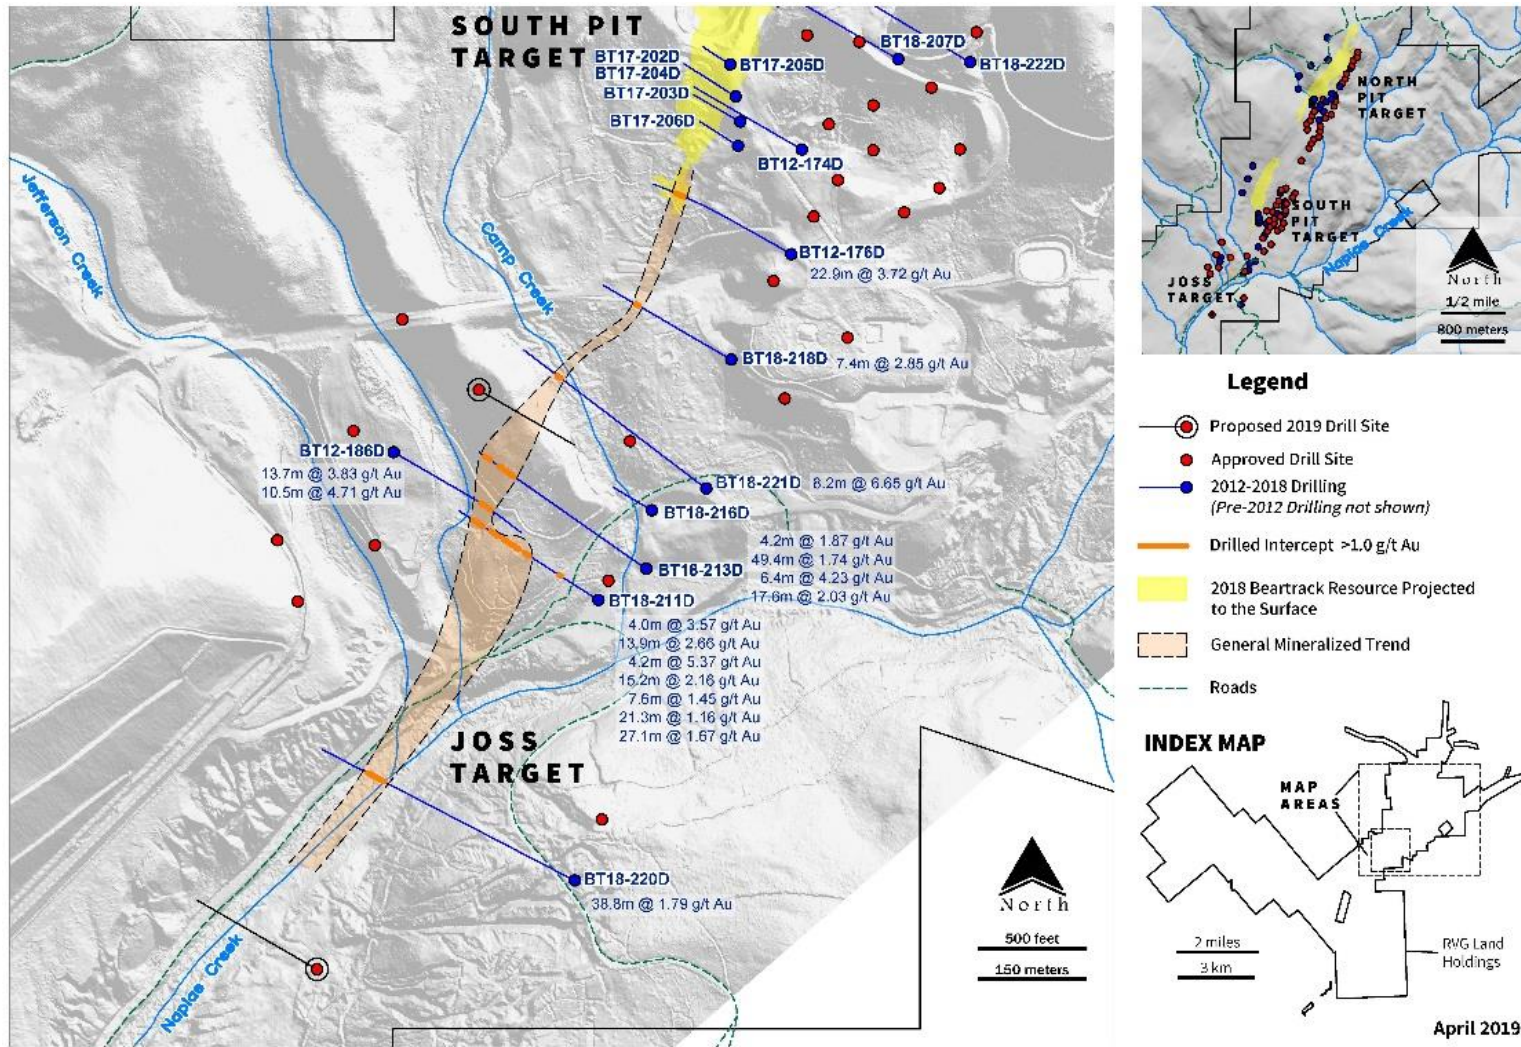 SOUTH PIT
TARGET
BT17-202D
BT17-204D
BT17-203D
BT17-206D
BT17-205D
BT18-207D
BT18-222D
BT12-174D
BT12-176D
22.9m @ 3.72 g/t Au
Jefferson Creek
Camp Creek
BT18-218D
7.4m @ 2.85 g/t Au
BT12-186D
13.7m @ 3.83 g/t Au
10.5m @ 4.71 g/t Au
BT18-221D
8.2m @ 6.65 g/t Au
BT18-216D
BT18-213D
4.2m @ 1.87 g/t Au
49.4m @ 1.74 g/t Au
6.4m @ 4.23 g/t Au
17.6m @ 2.03 g/t Au
BT18-211D
4.0m @ 3.57 g/t Au
13.9m @ 2.66 g/t Au
4.2m @ 5.37 g/t Au
15.2m @ 2.16 g/t Au
7.6m @ 1.45 g/t Au
21.3m @ 1.16 g/t Au
27.1m @ 1.67 g/t Au
JOSS
TARGET
BT18-220D
38.8m @ 1.79 g/t Au
Napias Creek
North
500 feet
150 meters
NORTH
PIT
TARGET
SOUTH
PIT
TARGET
JOSS
TARGET
Napias Creek
North
1/2 mile
800 meters
Legend
Proposed 2019 Drill Site
Approved Drill Site
2012-2018 Drilling
(Pre-2012 Drilling not shown)
Drilled Intercept >1.0 g/t Au
2018 Beartrack Resource Projected
to the Surface
General Mineralized Trend
Roads
INDEX MAP
MAP
AREAS
2 miles
3 km
RVG Land
Holdings
April 2019